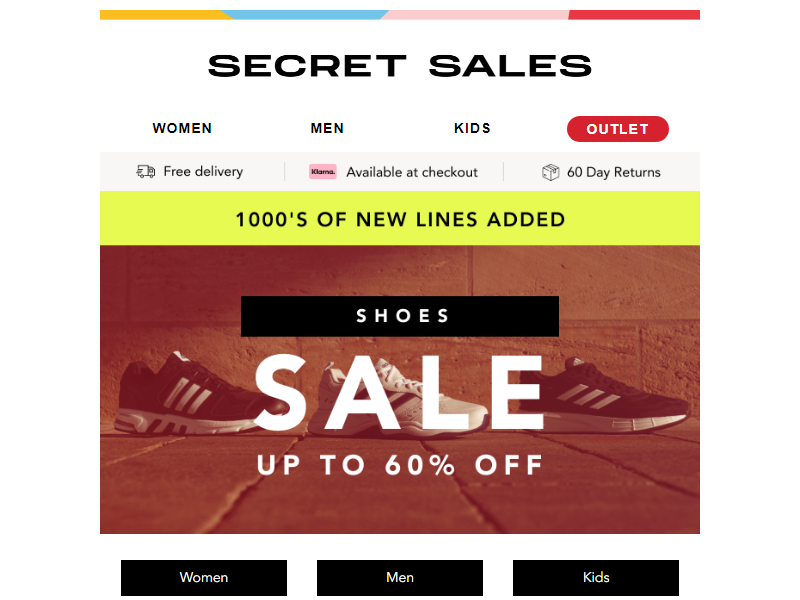 SECRET SALES
WOMEN MEN KIDS OUTLET
Free delivery Klarna. Available at checkout 60 Day Returns
1000'S OF NEW LINES ADDED
SHOES
SALE
UP TO 60% OFF
Women Men Kids